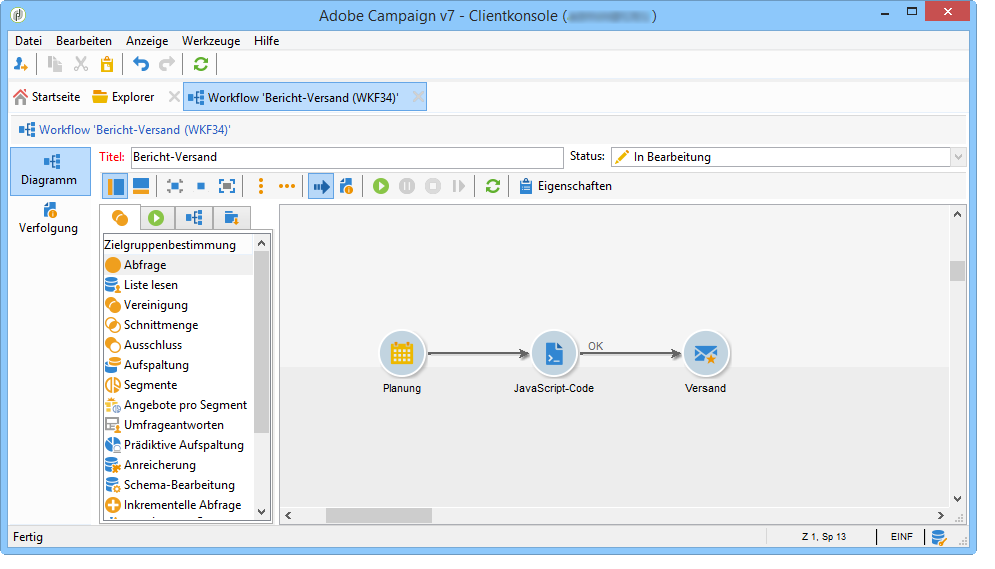 Adobe Campaign v7 - Clientkonsole ( )
Datei Bearbeiten Anzeige Werkzeuge Hilfe
Startseite Explorer Workflow 'Bericht-Versand (WKF34)'
Workflow 'Bericht-Versand (WKF34)'
Diagramm
Verfolgung
Titel: Bericht-Versand Status: In Bearbeitung
Eigenschaften
Zielgruppenbestimmung
Abfrage
Liste lesen
Vereinigung
Schnittmenge
Ausschluss
Aufspaltung
Segmente
Angebote pro Segment
Umfrageantworten
Prädiktive Aufspaltung
Anreicherung
Schema-Bearbeitung
Inkrementelle Abfrage
OK
Planung JavaScript-Code Versand
Fertig Z 1, Sp 13 EINF